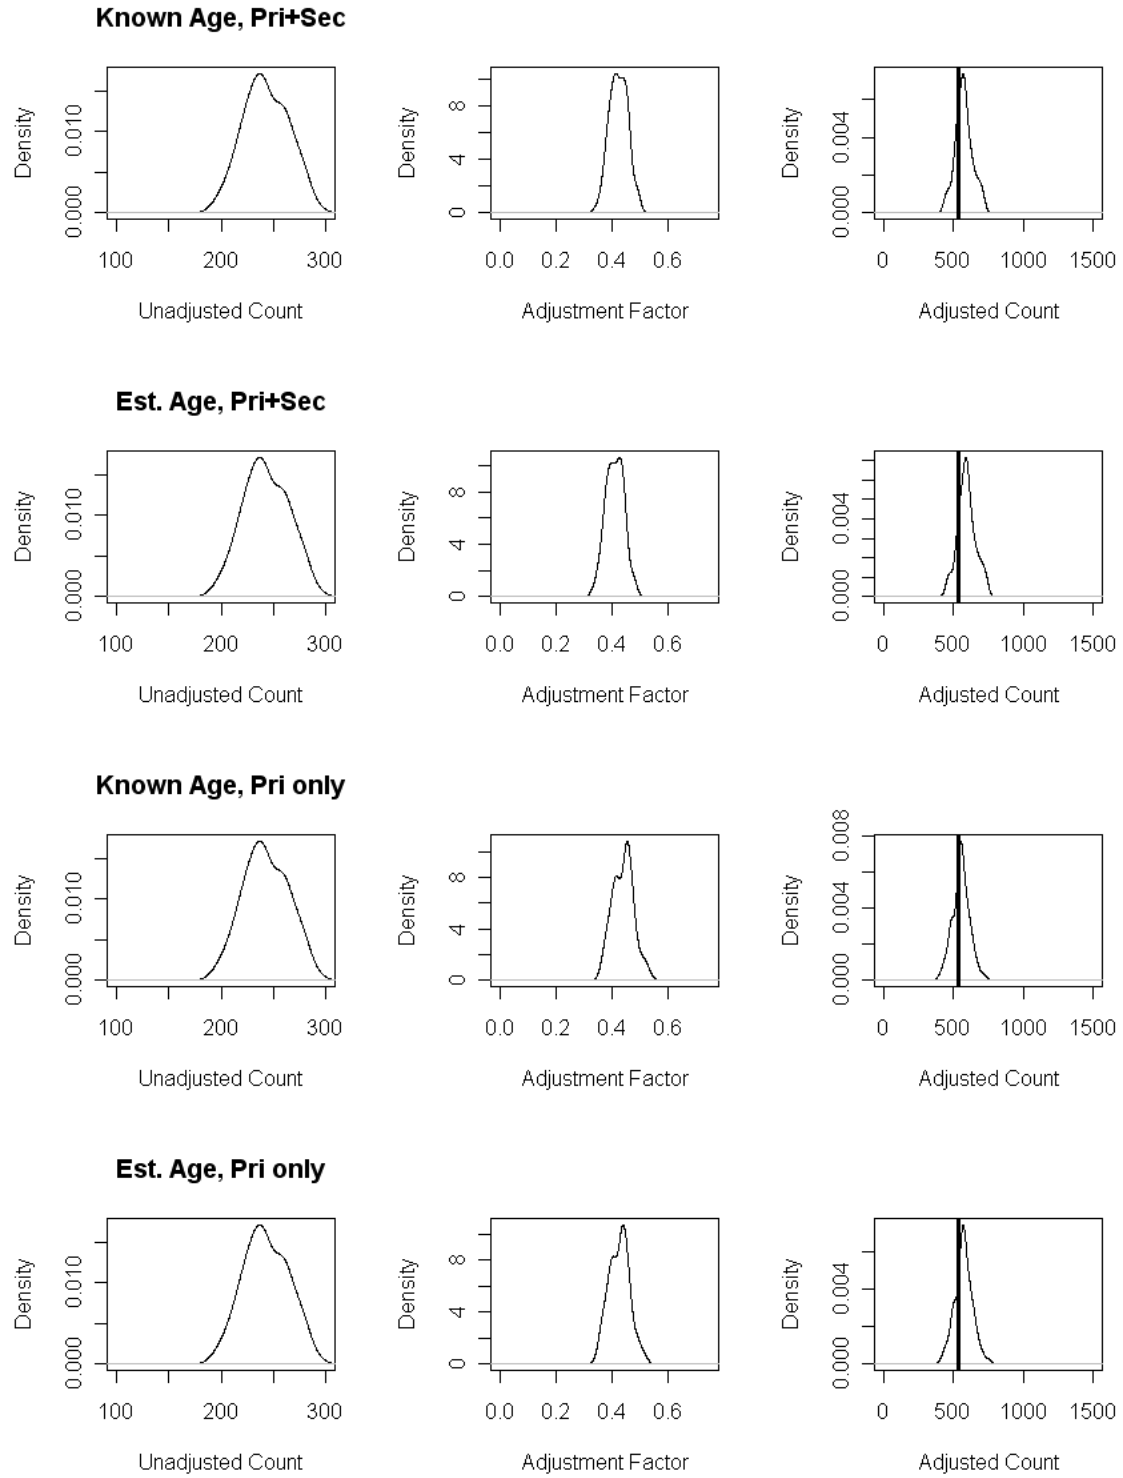 Known Age, Pri+Sec
Density
0.000 0.010
100 200 300
Unadjusted Count
Density
0 4 8
0.0 0.2 0.4 0.6
Adjustment Factor
Density
0.000 0.004
0 500 1000 1500
Adjusted Count
Est. Age, Pri+Sec
Density
0.000 0.010
100 200 300
Unadjusted Count
Density
0 4 8
0.0 0.2 0.4 0.6
Adjustment Factor
Density
0.000 0.004
0 500 1000 1500
Adjusted Count
Known Age, Pri only
Density
0.000 0.010
100 200 300
Unadjusted Count
Density
0 4 8
0.0 0.2 0.4 0.6
Adjustment Factor
Density
0.000 0.004 0.008
0 500 1000 1500
Adjusted Count
Est. Age, Pri only
Density
0.000 0.010
100 200 300
Unadjusted Count
Density
0 4 8
0.0 0.2 0.4 0.6
Adjustment Factor
Density
0.000 0.004
0 500 1000 1500
Adjusted Count